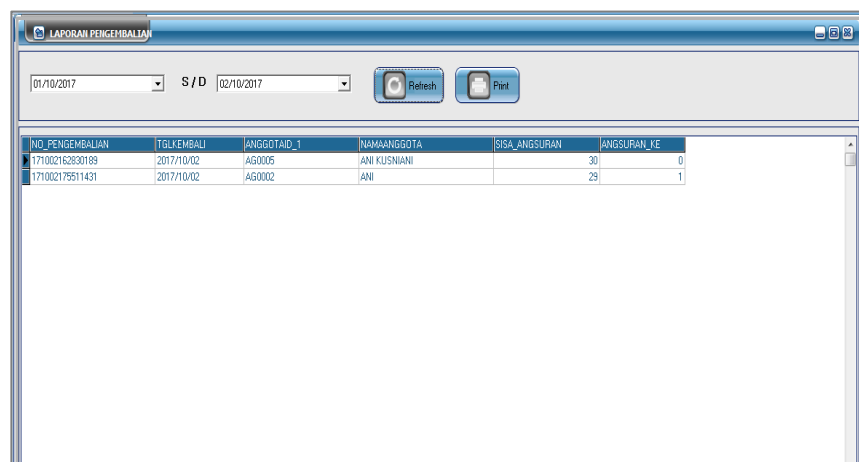 LAPORAN PENGEMBALIAN
01/10/2017 S / D 02/10/2017 Refresh Print
NO_PENGEMBALIAN TGLKEMBALI ANGGOTAID_1 NAMAANGGOTA SISA_ANGSURAN ANGSURAN_KE
171002162830189 2017/10/02 AG0005 ANI KUSNIANI 30 0
171002175511431 2017/10/02 AG0002 ANI 29 1